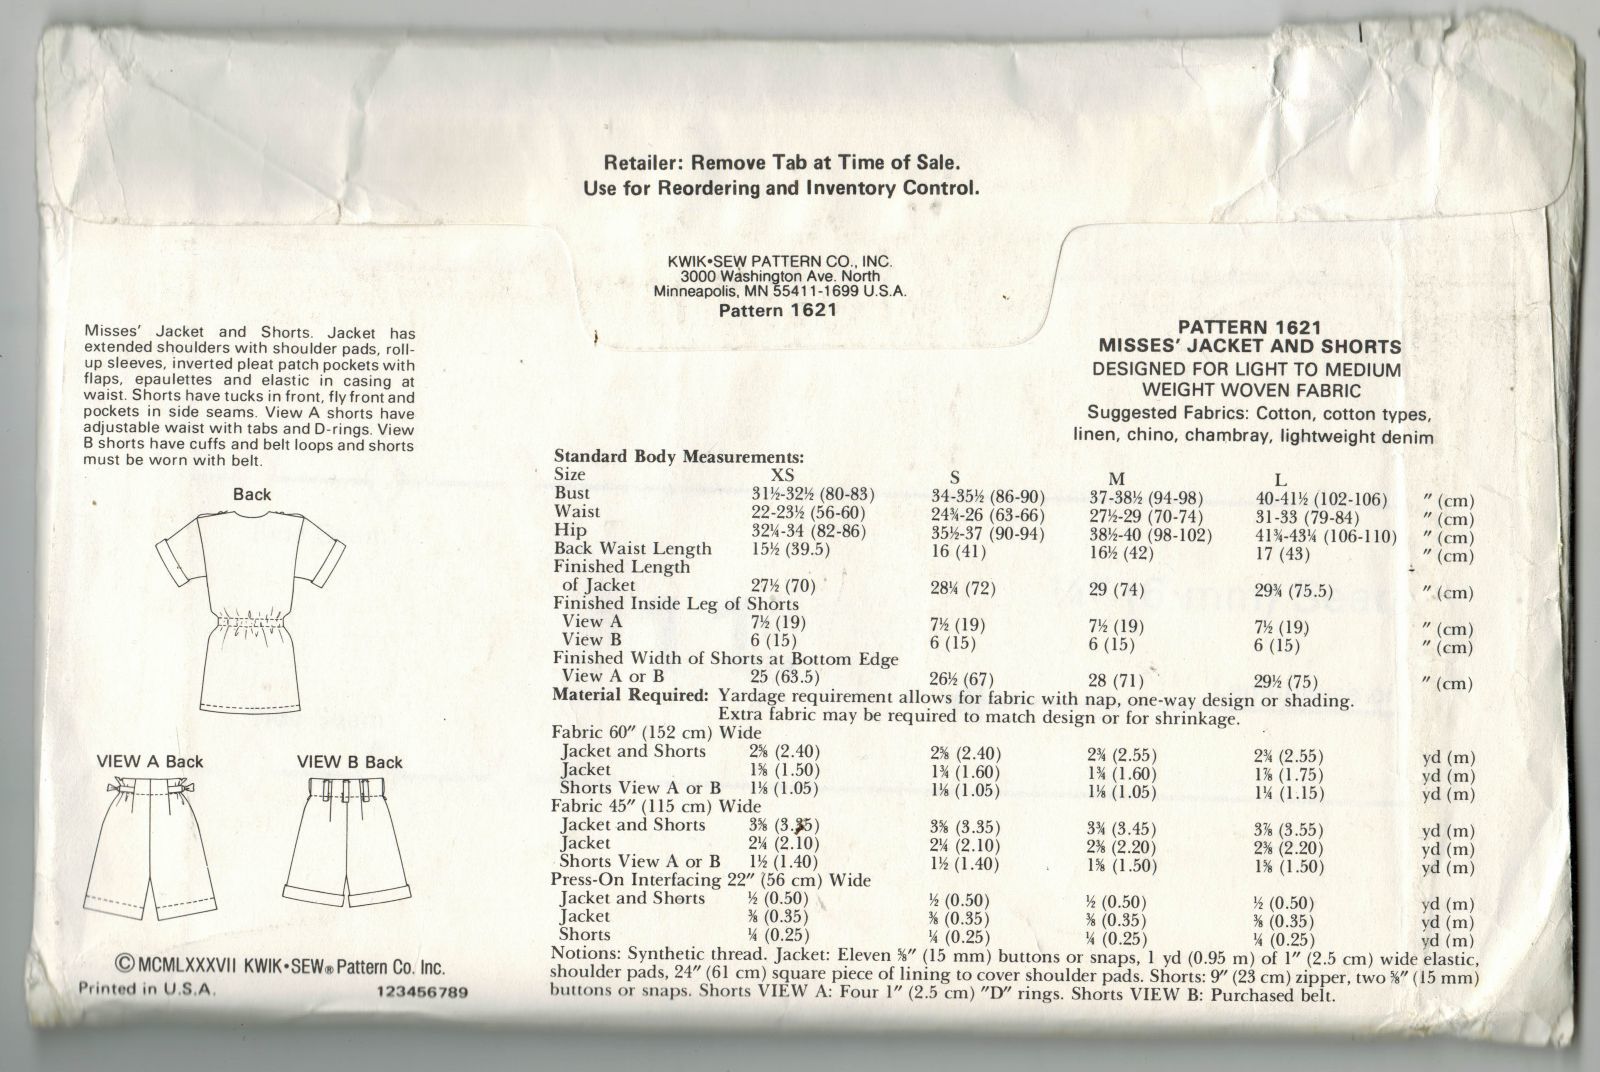 Retailer: Remove Tab at Time of Sale.
Use for Reordering and Inventory Control.
KWIK•SEW PATTERN CO., INC.
3000 Washington Ave. North
Minneapolis, MN 55411-1699 U.S.A.
Pattern 1621
Misses' Jacket and Shorts. Jacket has
extended shoulders with shoulder pads, roll-
up sleeves, inverted pleat patch pockets with
flaps, epaulettes and elastic in casing at
waist. Shorts have tucks in front, fly front and
pockets in side seams. View A shorts have
adjustable waist with tabs and D-rings. View
B shorts have cuffs and belt loops and shorts
must be worn with belt.
Back
VIEW A Back VIEW B Back
©MCMLXXXVII KWIK•SEW® Pattern Co. Inc.
Printed in U.S.A. 123456789
PATTERN 1621
MISSES' JACKET AND SHORTS
DESIGNED FOR LIGHT TO MEDIUM
WEIGHT WOVEN FABRIC
Suggested Fabrics: Cotton, cotton types,
linen, chino, chambray, lightweight denim
Standard Body Measurements:
Size XS S M L
Bust 31½-32½ (80-83) 34-35½ (86-90) 37-38½ (94-98) 40-41½ (102-106) " (cm)
Waist 22-23½ (56-60) 24¾-26 (63-66) 27½-29 (70-74) 31-33 (79-84) " (cm)
Hip 32¼-34 (82-86) 35½-37 (90-94) 38½-40 (98-102) 41¾-43¼ (106-110) " (cm)
Back Waist Length 15½ (39.5) 16 (41) 16½ (42) 17 (43) " (cm)
Finished Length
of Jacket 27½ (70) 28¼ (72) 29 (74) 29¾ (75.5) " (cm)
Finished Inside Leg of Shorts
View A 7½ (19) 7½ (19) 7½ (19) 7½ (19) " (cm)
View B 6 (15) 6 (15) 6 (15) 6 (15) " (cm)
Finished Width of Shorts at Bottom Edge
View A or B 25 (63.5) 26½ (67) 28 (71) 29½ (75) " (cm)
Material Required: Yardage requirement allows for fabric with nap, one-way design or shading.
Extra fabric may be required to match design or for shrinkage.
Fabric 60" (152 cm) Wide
Jacket and Shorts 2⅝ (2.40) 2⅝ (2.40) 2¾ (2.55) 2¾ (2.55) yd (m)
Jacket 1⅝ (1.50) 1¾ (1.60) 1¾ (1.60) 1⅞ (1.75) yd (m)
Shorts View A or B 1⅛ (1.05) 1⅛ (1.05) 1⅛ (1.05) 1¼ (1.15) yd (m)
Fabric 45" (115 cm) Wide
Jacket and Shorts 3⅝ (3.35) 3⅝ (3.35) 3¾ (3.45) 3⅞ (3.55) yd (m)
Jacket 2¼ (2.10) 2¼ (2.10) 2⅜ (2.20) 2⅜ (2.20) yd (m)
Shorts View A or B 1½ (1.40) 1½ (1.40) 1⅝ (1.50) 1⅝ (1.50) yd (m)
Press-On Interfacing 22" (56 cm) Wide
Jacket and Shorts ½ (0.50) ½ (0.50) ½ (0.50) ½ (0.50) yd (m)
Jacket ⅜ (0.35) ⅜ (0.35) ⅜ (0.35) ⅜ (0.35) yd (m)
Shorts ¼ (0.25) ¼ (0.25) ¼ (0.25) ¼ (0.25) yd (m)
Notions: Synthetic thread. Jacket: Eleven ⅝" (15 mm) buttons or snaps, 1 yd (0.95 m) of 1" (2.5 cm) wide elastic,
shoulder pads, 24" (61 cm) square piece of lining to cover shoulder pads. Shorts: 9" (23 cm) zipper, two ⅝" (15 mm)
buttons or snaps. Shorts VIEW A: Four 1" (2.5 cm) "D" rings. Shorts VIEW B: Purchased belt.